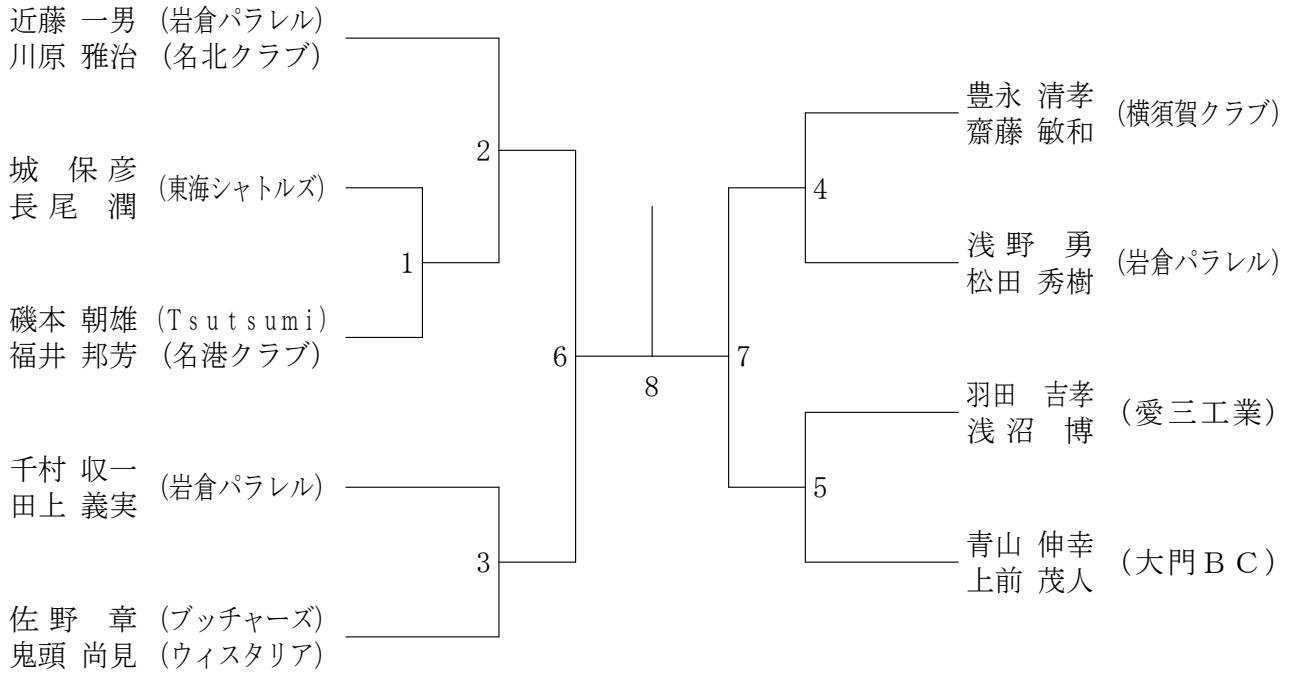 近藤 一男 (岩倉パラレル)
川原 雅治 (名北クラブ)
2
城 保彦 (東海シャトルズ)
長尾 潤
1
磯本 朝雄 (Tsutsumi)
福井 邦芳 (名港クラブ)
6
千村 収一 (岩倉パラレル)
田上 義実
3
佐野 章 (ブッチャーズ)
鬼頭 尚見 (ウィスタリア)
8
豊永 清孝 (横須賀クラブ)
齋藤 敏和
4
浅野 勇 (岩倉パラレル)
松田 秀樹
7
羽田 吉孝 (愛三工業)
浅沼 博
5
青山 伸幸 (大門BC)
上前 茂人